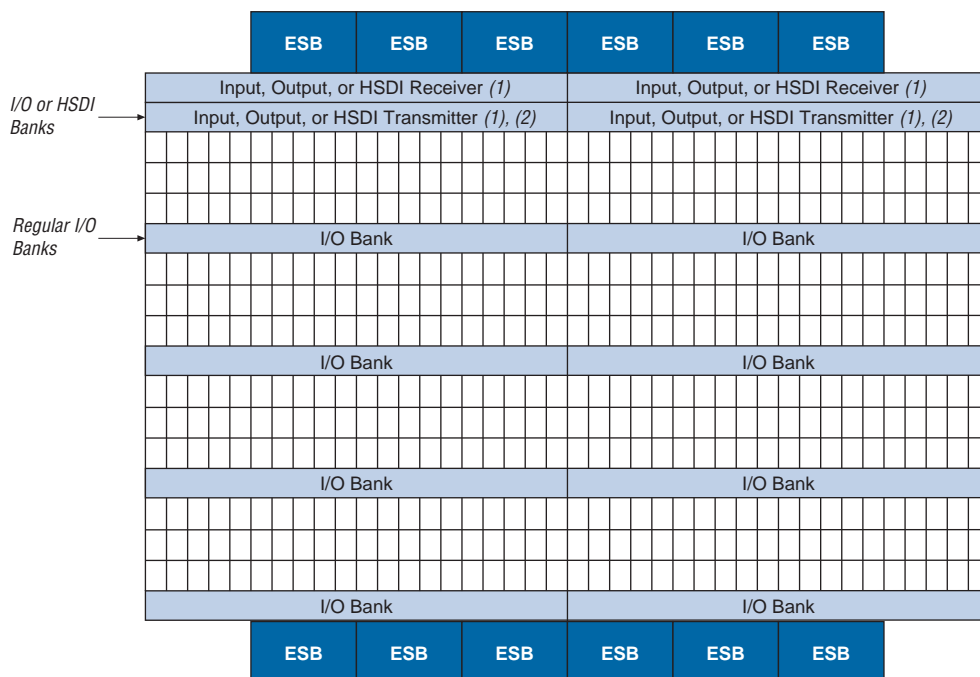 ESB ESB ESB ESB ESB ESB
Input, Output, or HSDI Receiver (1) Input, Output, or HSDI Receiver (1)
I/O or HSDI
Banks
Input, Output, or HSDI Transmitter (1), (2) Input, Output, or HSDI Transmitter (1), (2)
Regular I/O
Banks
I/O Bank I/O Bank
I/O Bank I/O Bank
I/O Bank I/O Bank
I/O Bank I/O Bank
ESB ESB ESB ESB ESB ESB